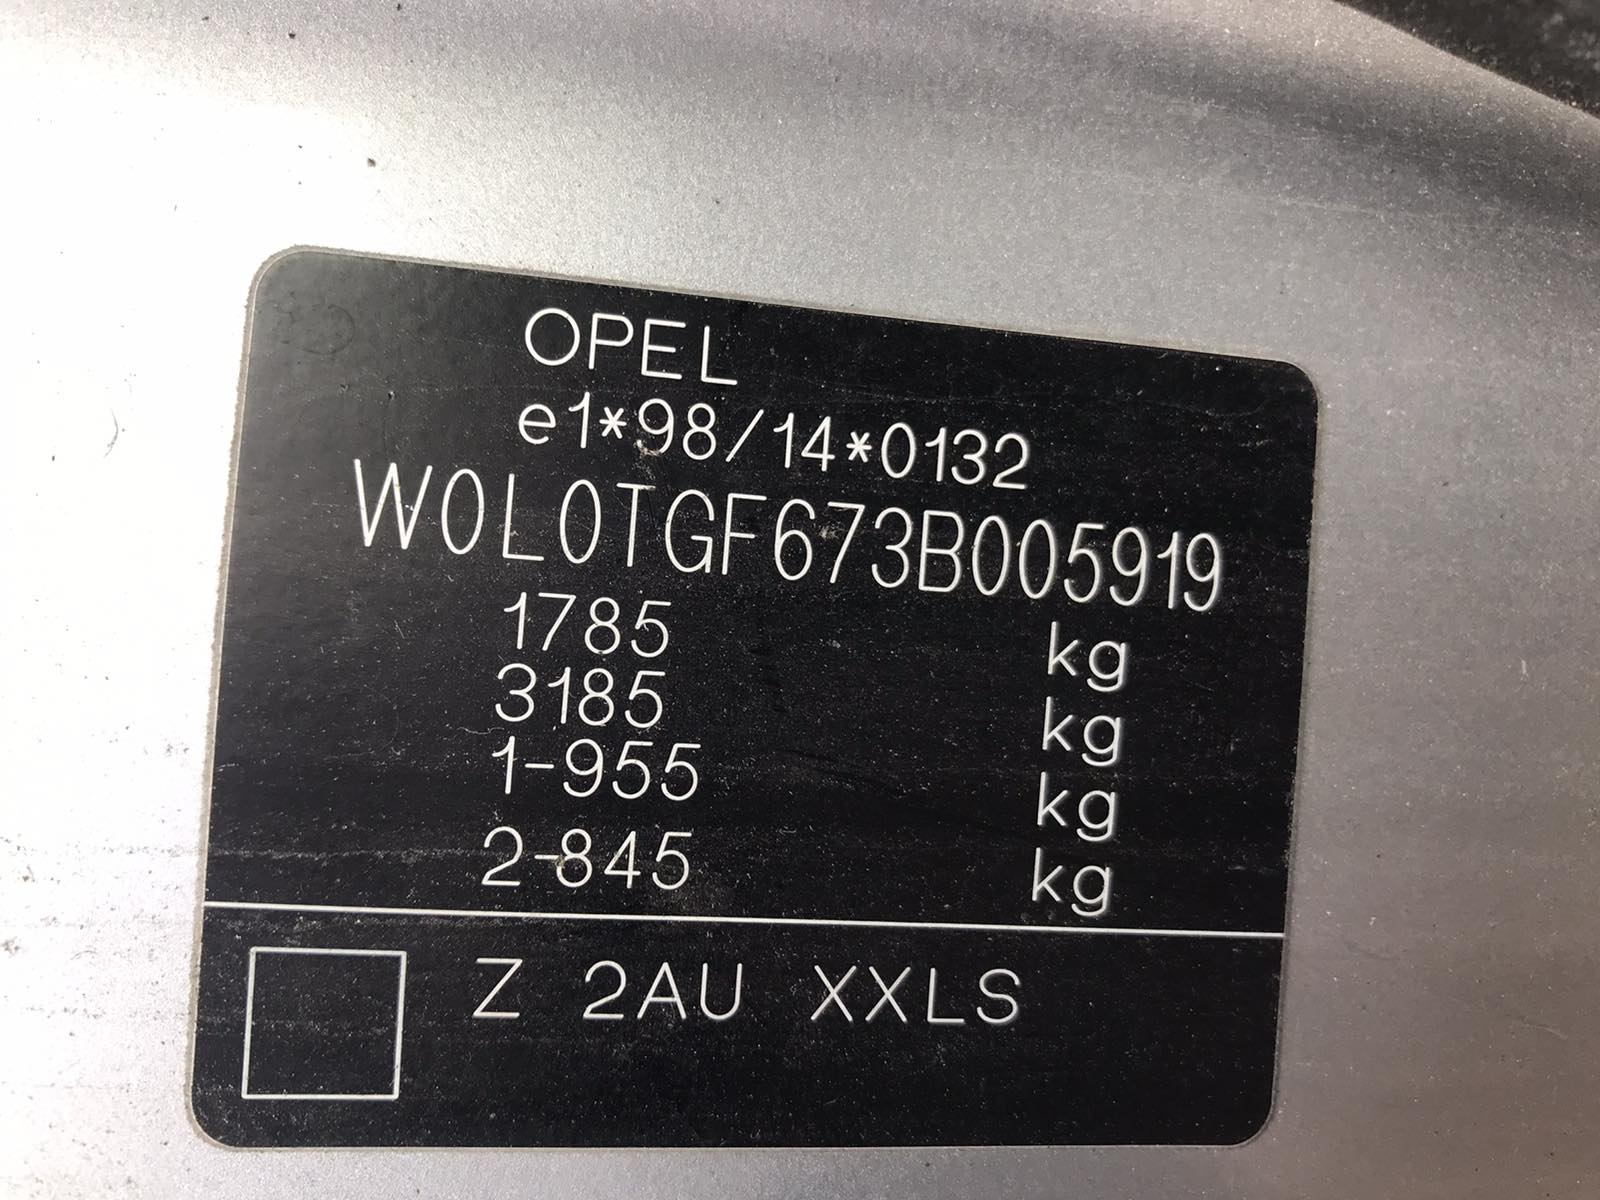 OPEL
e1*98/14*0132
W0L0TGF673B005919
1785 kg
3185 kg
1-955 kg
2-845 kg
Z 2AU XXLS